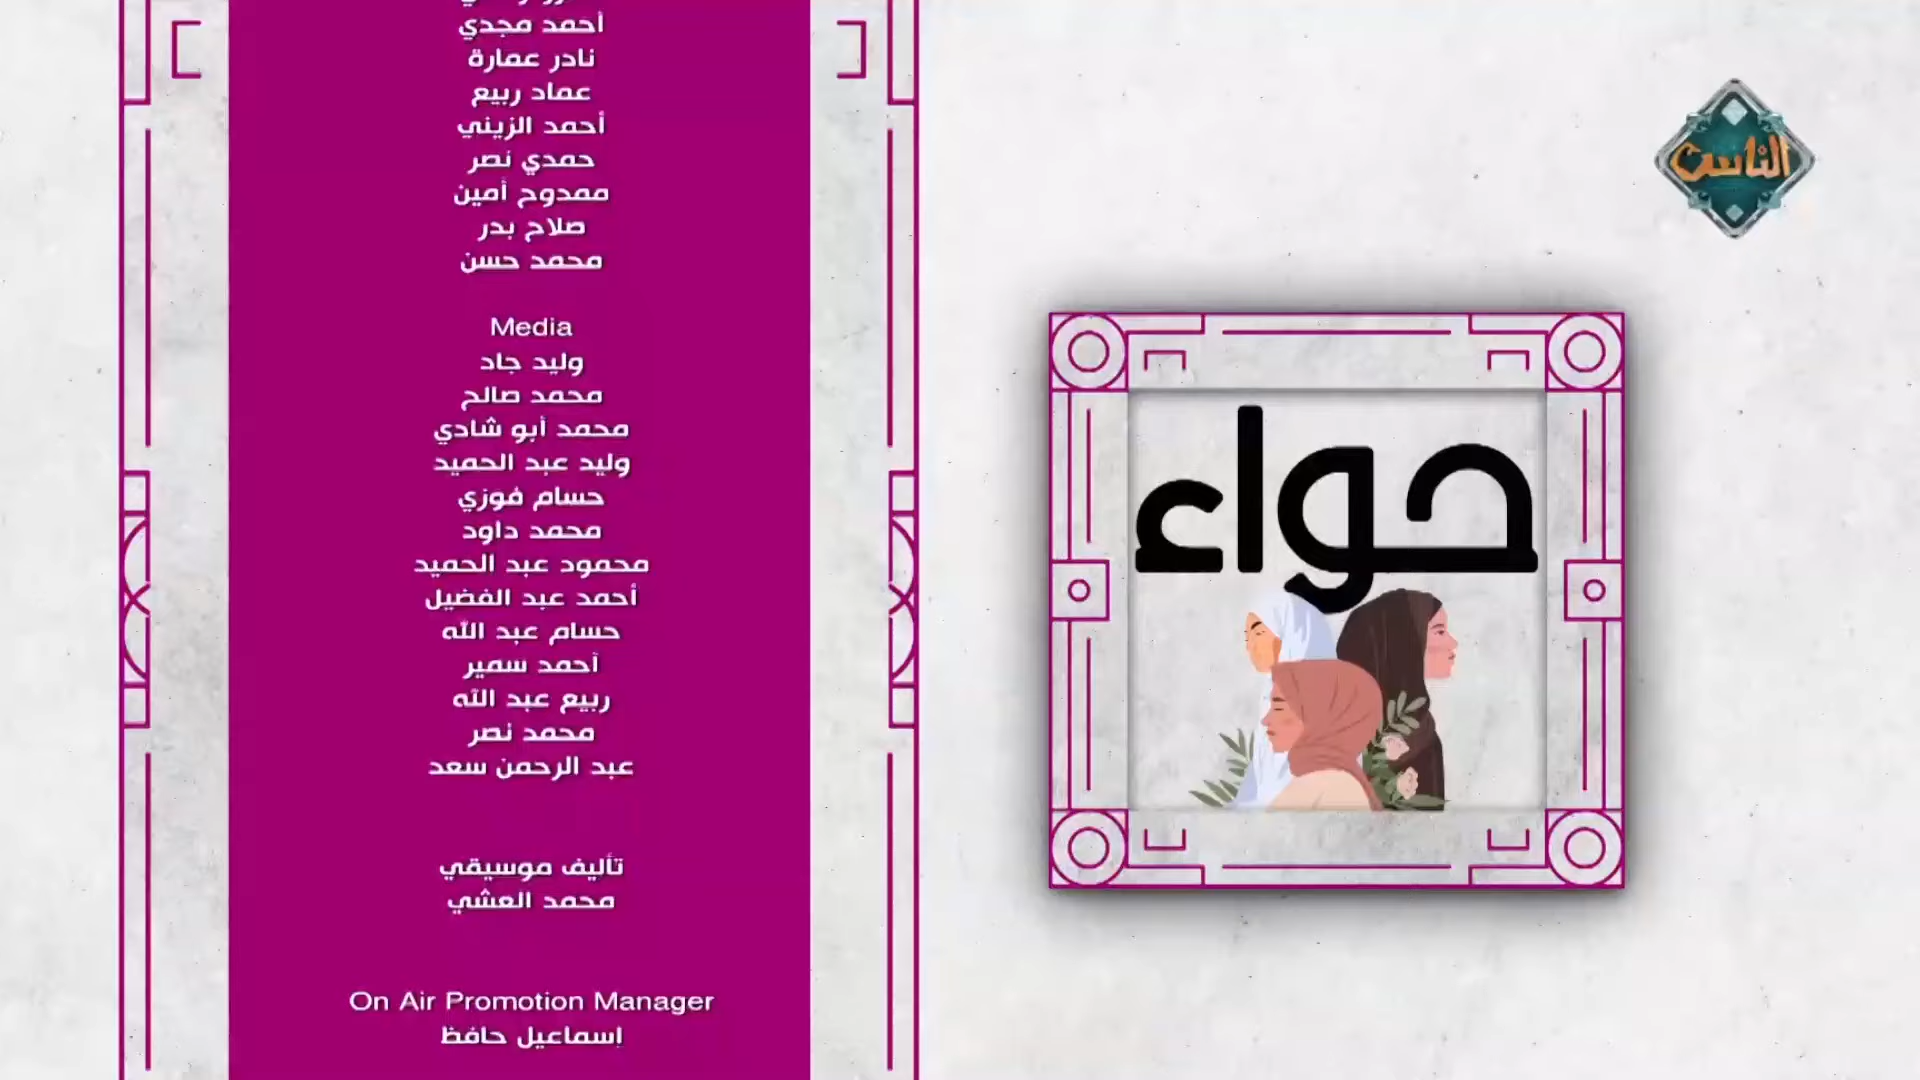 أحمد مجدي
نادر عمارة
عماد ربيع
أحمد الزيني
حمدي نصر
ممدوح أمين
صلاح بدر
محمد حسن
Media
وليد جاد
محمد صالح
محمد أبو شادي
وليد عبد الحميد
حسام فوزي
محمد داود
محمود عبد الحميد
أحمد عبد الفضيل
حسام عبد الله
أحمد سمير
ربيع عبد الله
محمد نصر
عبد الرحمن سعد
تأليف موسيقي
محمد العشي
On Air Promotion Manager
إسماعيل حافظ
الناس
حواء